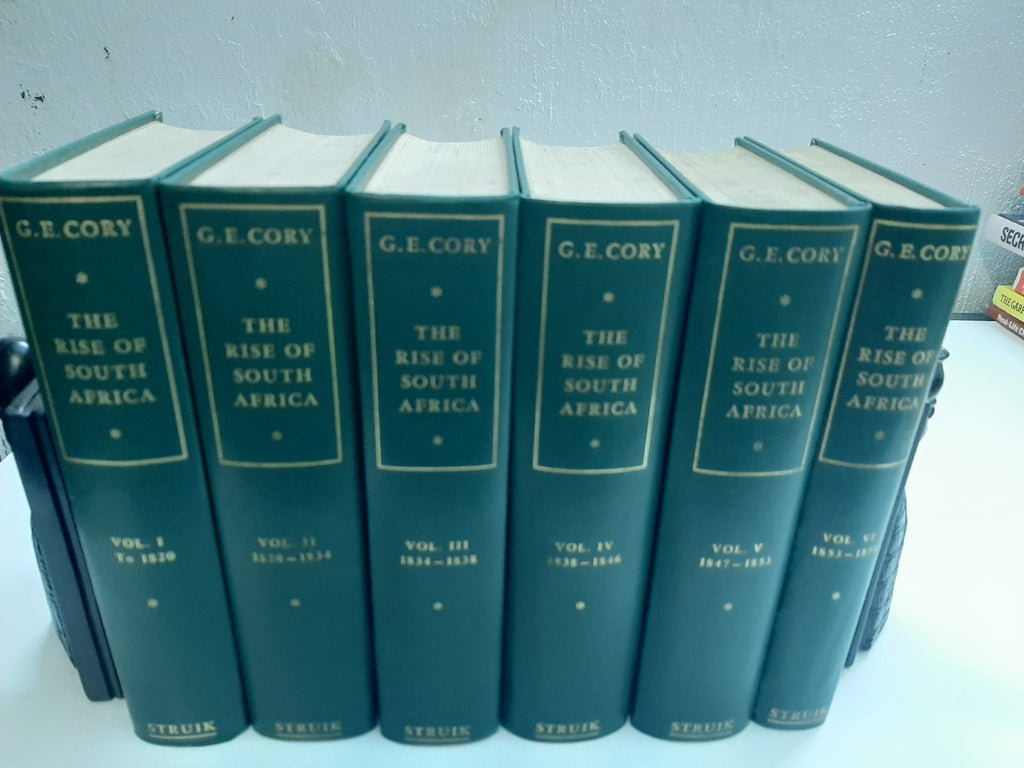 G.E.CORY
THE
RISE OF
SOUTH
AFRICA
VOL. I
To 1820
STRUIK
G.E.CORY
THE
RISE OF
SOUTH
AFRICA
VOL. II
1820–1834
STRUIK
G.E.CORY
THE
RISE OF
SOUTH
AFRICA
VOL. III
1834–1838
STRUIK
G.E.CORY
THE
RISE OF
SOUTH
AFRICA
VOL. IV
1838–1846
STRUIK
G.E.CORY
THE
RISE OF
SOUTH
AFRICA
VOL. V
1847–1853
STRUIK
G.E.CORY
THE
RISE OF
SOUTH
AFRICA
VOL. VI
STRUIK